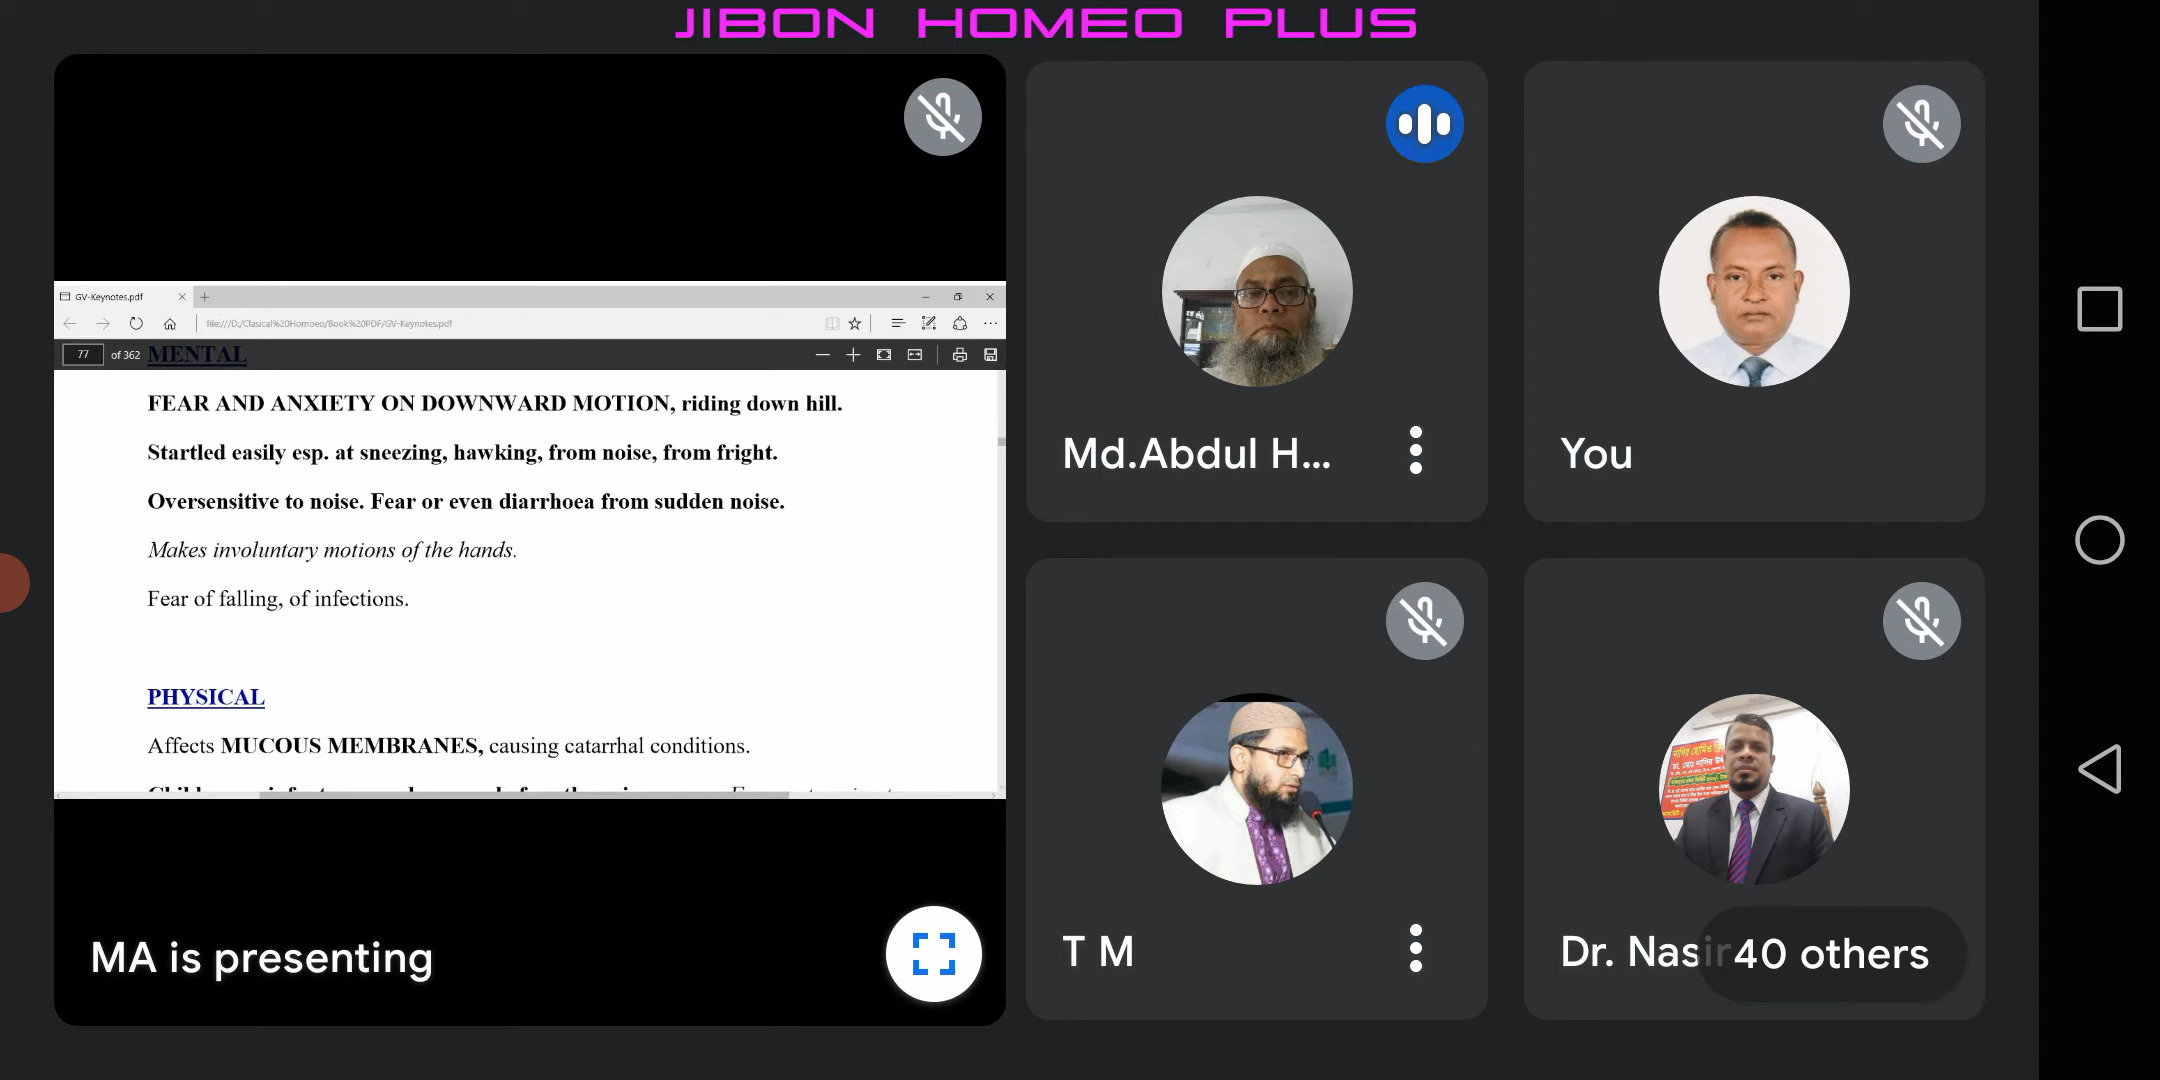 JIBON HOMEO PLUS
GV-Keynotes.pdf
file:///D:/Clasical%20Homoeo/Book%20PDF/GV-Keynotes.pdf
77 of 362
MENTAL
FEAR AND ANXIETY ON DOWNWARD MOTION, riding down hill.
Startled easily esp. at sneezing, hawking, from noise, from fright.
Oversensitive to noise. Fear or even diarrhoea from sudden noise.
Makes involuntary motions of the hands.
Fear of falling, of infections.
PHYSICAL
Affects MUCOUS MEMBRANES, causing catarrhal conditions.
MA is presenting
Md.Abdul H...
You
T M
Dr. Nasir
40 others
নাসির হোমিও